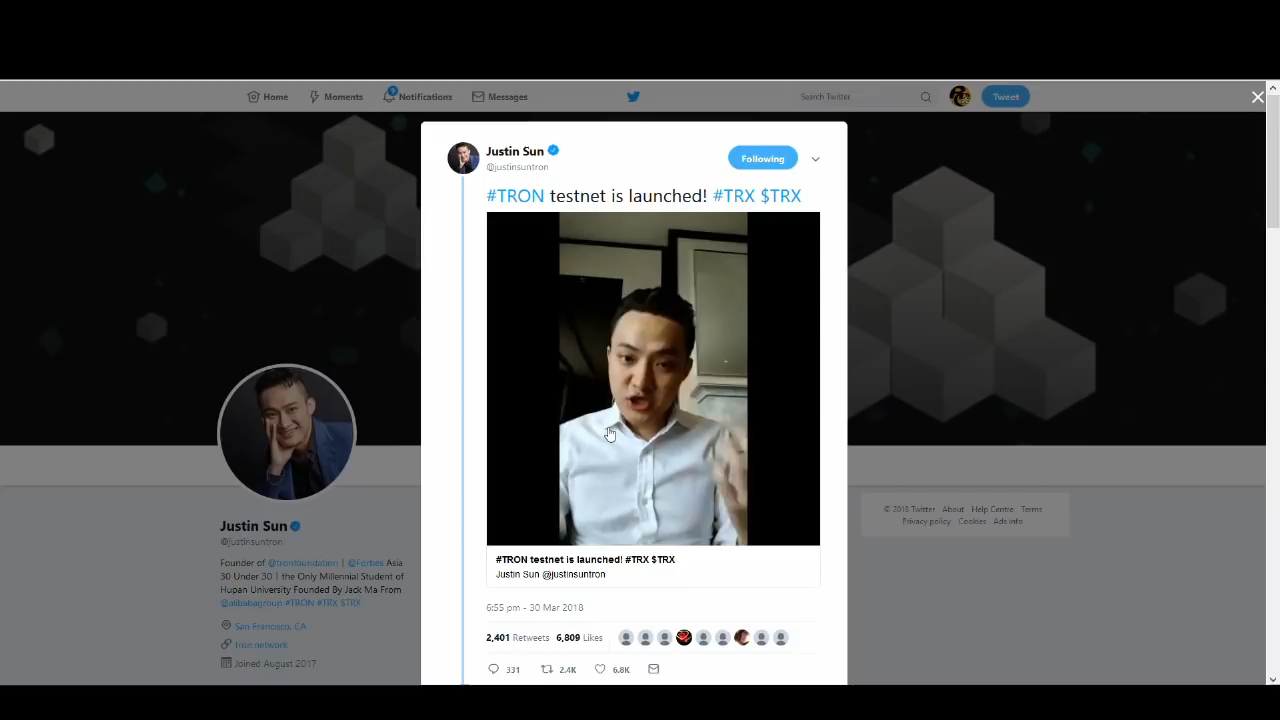 Home
Moments
9
Notifications
Messages
Search Twitter
Tweet
Justin Sun
@justinsuntron
Following
#TRON testnet is launched! #TRX $TRX
#TRON testnet is launched! #TRX $TRX
Justin Sun @justinsuntron
6:55 pm - 30 Mar 2018
2,401 Retweets 6,809 Likes
331
2.4K
6.8K
Justin Sun
@justinsuntron
Founder of @tronfoundation | @Forbes Asia
30 Under 30 | the Only Millennial Student of
Hupan University Founded By Jack Ma From
@alibabagroup #TRON #TRX $TRX
San Francisco, CA
tron.network
Joined August 2017
© 2018 Twitter About Help Centre Terms
Privacy policy Cookies Ads info